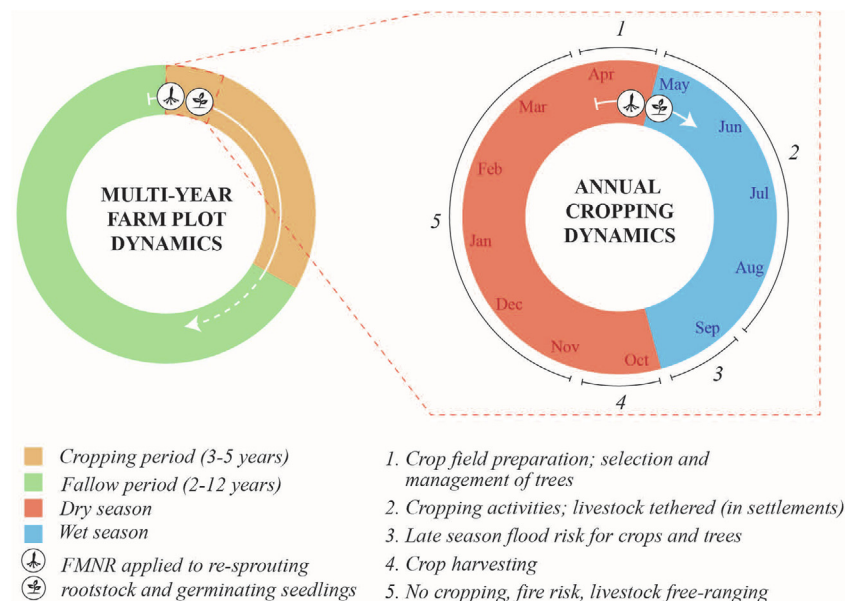 MULTI-YEAR
FARM PLOT
DYNAMICS
ANNUAL
CROPPING
DYNAMICS
1
2
3
4
5
Apr
May
Jun
Jul
Aug
Sep
Oct
Nov
Dec
Jan
Feb
Mar
Cropping period (3-5 years)
Fallow period (2-12 years)
Dry season
Wet season
FMNR applied to re-sprouting
rootstock and germinating seedlings
1. Crop field preparation; selection and
management of trees
2. Cropping activities; livestock tethered (in settlements)
3. Late season flood risk for crops and trees
4. Crop harvesting
5. No cropping, fire risk, livestock free-ranging